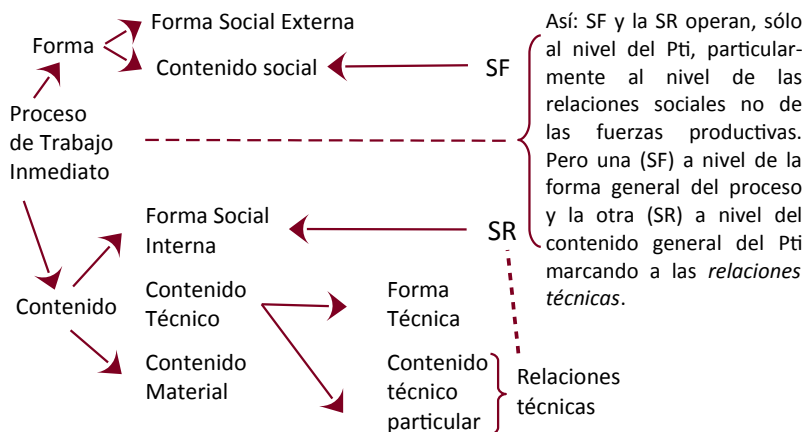 Forma Social Externa
Forma
Contenido social
SF
Proceso
de Trabajo
Inmediato
Forma Social
Interna
SR
Contenido
Contenido
Técnico
Forma
Técnica
Contenido
Material
Contenido
técnico
particular
Relaciones
técnicas
Así: SF y la SR operan, sólo
al nivel del Pti, particular-
mente al nivel de las
relaciones sociales no de
las fuerzas productivas.
Pero una (SF) a nivel de la
forma general del proceso
y la otra (SR) a nivel del
contenido general del Pti
marcando a las relaciones
técnicas.